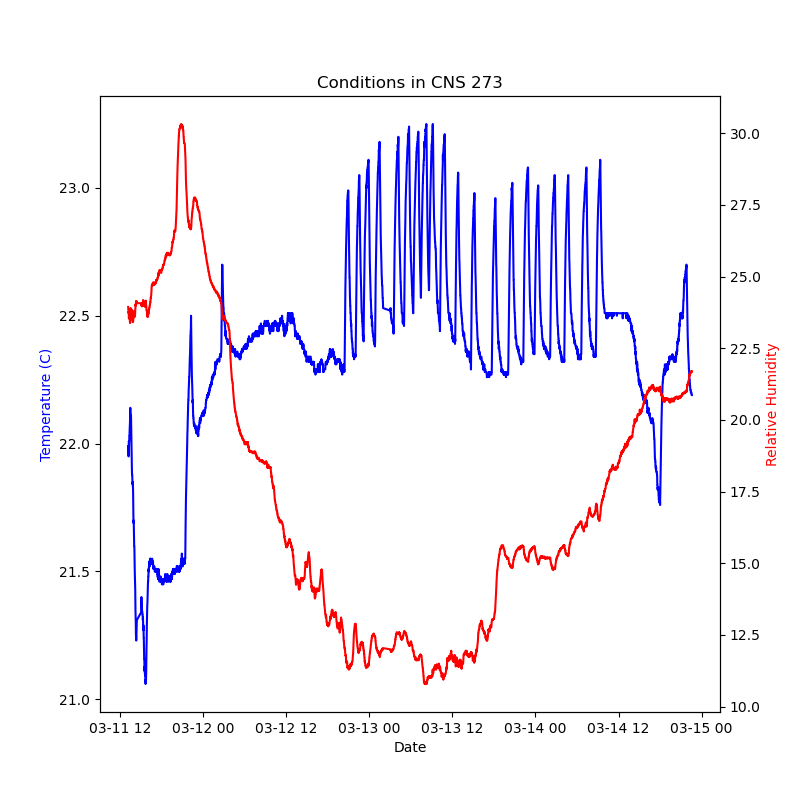 Conditions in CNS 273
23.0
22.5
22.0
21.5
21.0
Temperature (C)
30.0
27.5
25.0
22.5
20.0
17.5
15.0
12.5
10.0
Relative Humidity
03-11 12 03-12 00 03-12 12 03-13 00 03-13 12 03-14 00 03-14 12 03-15 00
Date